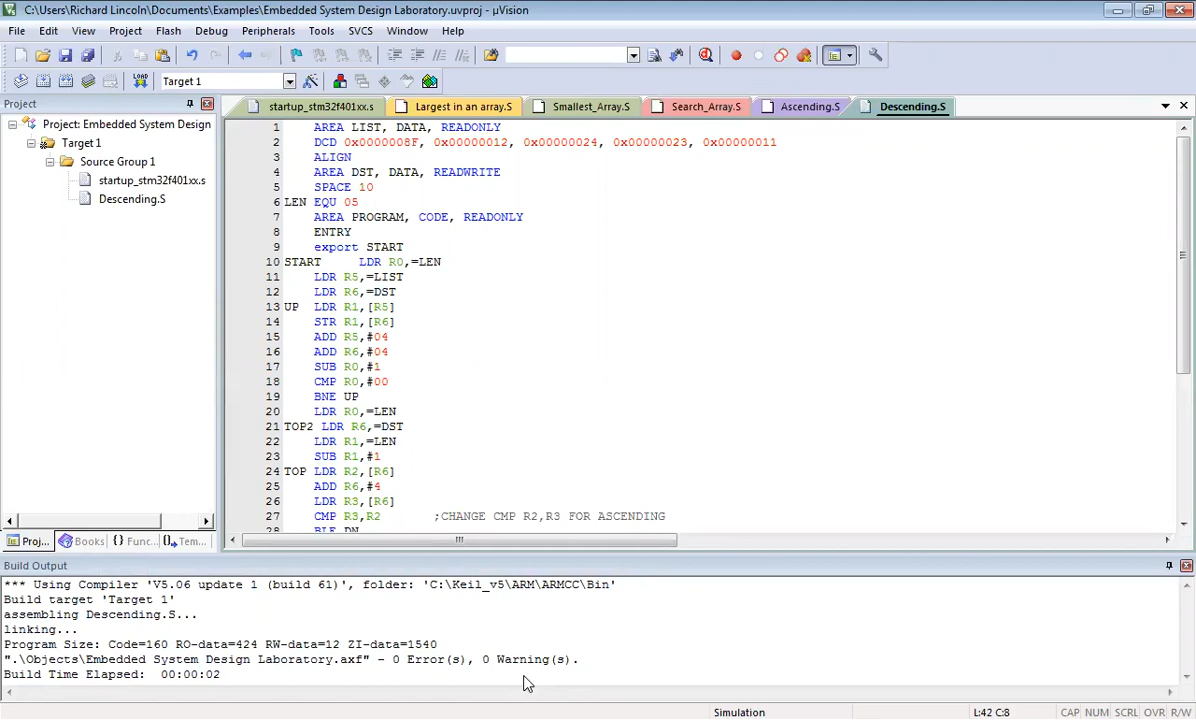 C:\Users\Richard Lincoln\Documents\Examples\Embedded System Design Laboratory.uvproj - µVision
File Edit View Project Flash Debug Peripherals Tools SVCS Window Help
LOAD Target 1
Project
startup_stm32f401xx.s Largest in an array.S Smallest_Array.S Search_Array.S Ascending.S Descending.S
Project: Embedded System Design
Target 1
Source Group 1
startup_stm32f401xx.s
Descending.S
1 AREA LIST, DATA, READONLY
2 DCD 0x0000008F, 0x00000012, 0x00000024, 0x00000023, 0x00000011
3 ALIGN
4 AREA DST, DATA, READWRITE
5 SPACE 10
6 LEN EQU 05
7 AREA PROGRAM, CODE, READONLY
8 ENTRY
9 export START
10 START LDR R0,=LEN
11 LDR R5,=LIST
12 LDR R6,=DST
13 UP LDR R1,[R5]
14 STR R1,[R6]
15 ADD R5,#04
16 ADD R6,#04
17 SUB R0,#1
18 CMP R0,#00
19 BNE UP
20 LDR R0,=LEN
21 TOP2 LDR R6,=DST
22 LDR R1,=LEN
23 SUB R1,#1
24 TOP LDR R2,[R6]
25 ADD R6,#4
26 LDR R3,[R6]
27 CMP R3,R2 ;CHANGE CMP R2,R3 FOR ASCENDING
28 BLE DN
Proj... Books {} Func... Tem...
Build Output
*** Using Compiler 'V5.06 update 1 (build 61)', folder: 'C:\Keil_v5\ARM\ARMCC\Bin'
Build target 'Target 1'
assembling Descending.S...
linking...
Program Size: Code=160 RO-data=424 RW-data=12 ZI-data=1540
".\Objects\Embedded System Design Laboratory.axf" - 0 Error(s), 0 Warning(s).
Build Time Elapsed: 00:00:02
Simulation L:42 C:8 CAP NUM SCRL OVR R/W